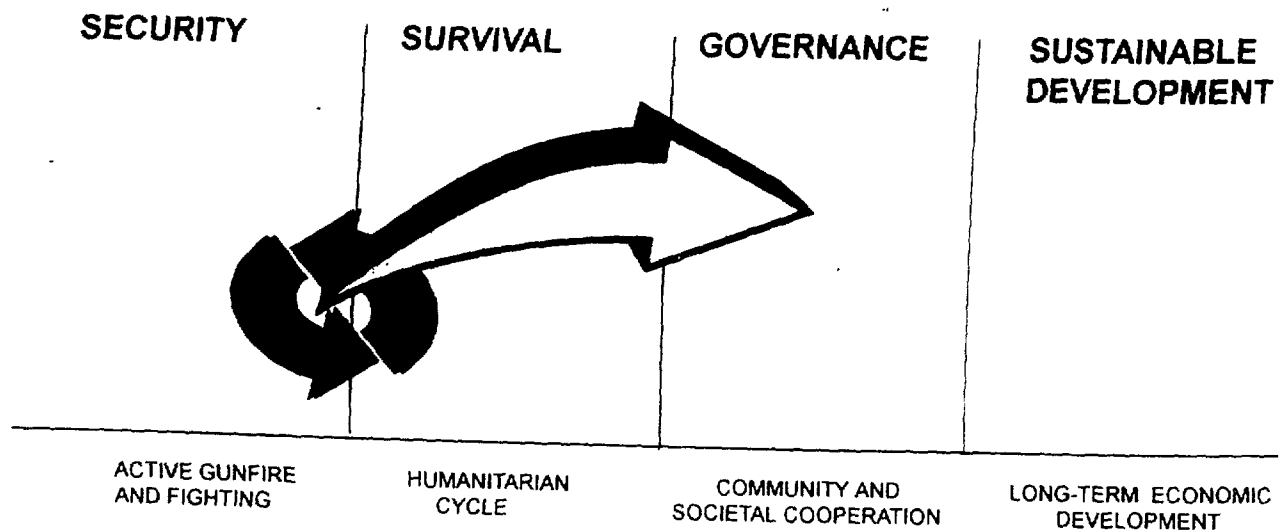 SECURITY
SURVIVAL
GOVERNANCE
SUSTAINABLE
DEVELOPMENT
ACTIVE GUNFIRE
AND FIGHTING
HUMANITARIAN
CYCLE
COMMUNITY AND
SOCIETAL COOPERATION
LONG-TERM ECONOMIC
DEVELOPMENT